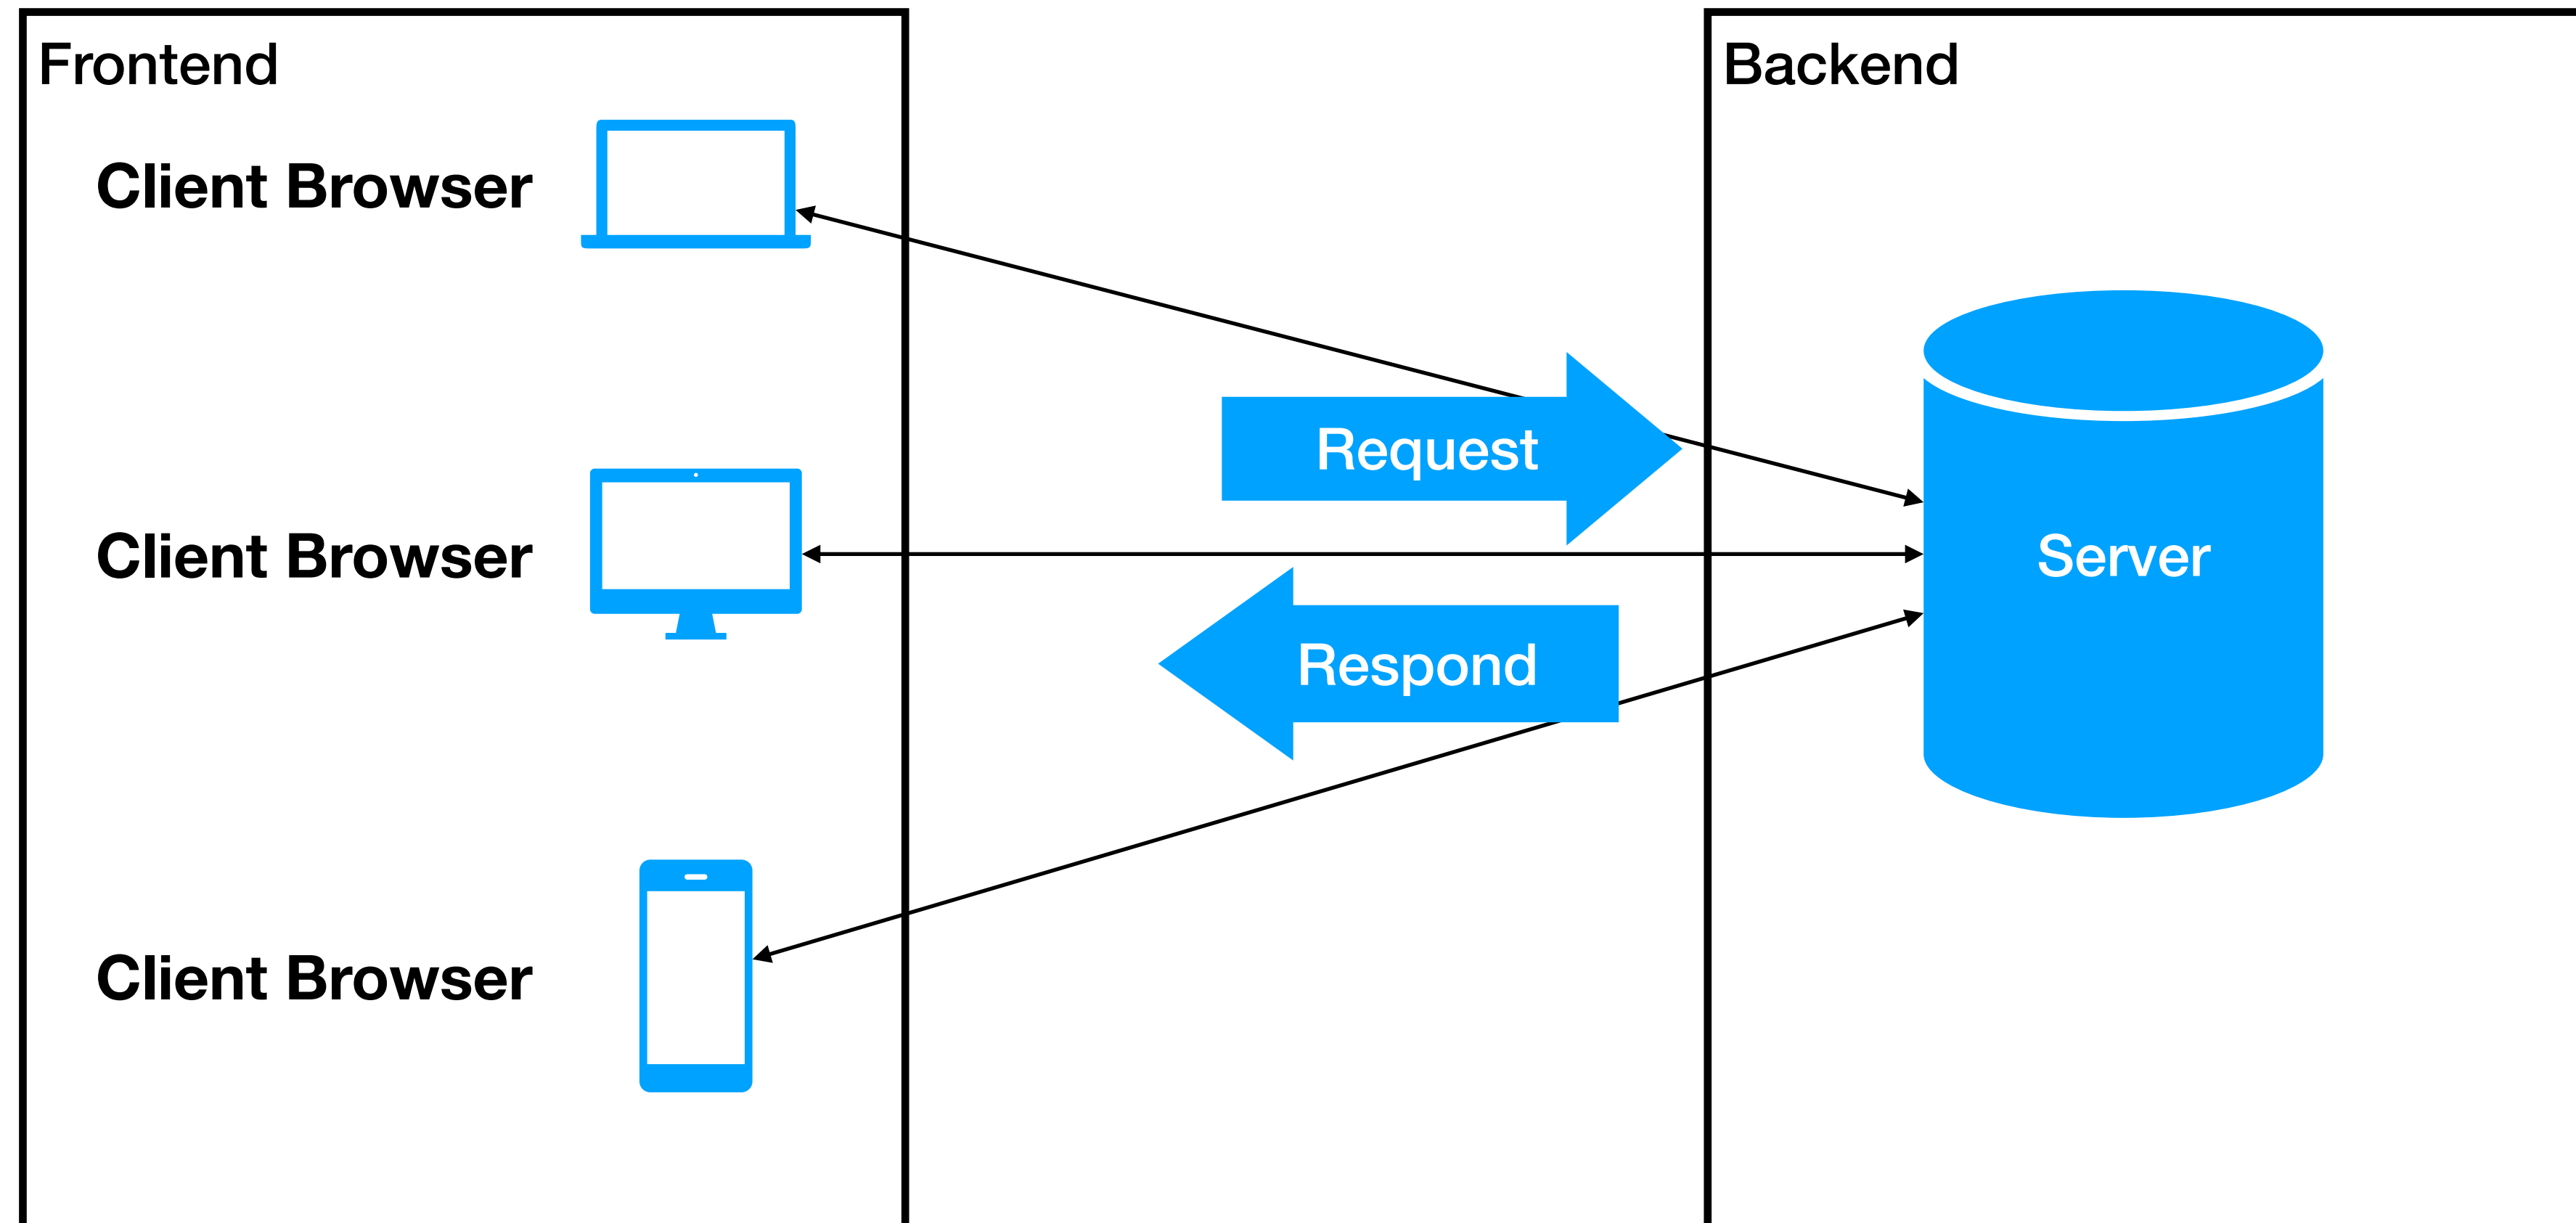 Frontend
Backend
Client Browser
Request
Client Browser
Server
Respond
Client Browser